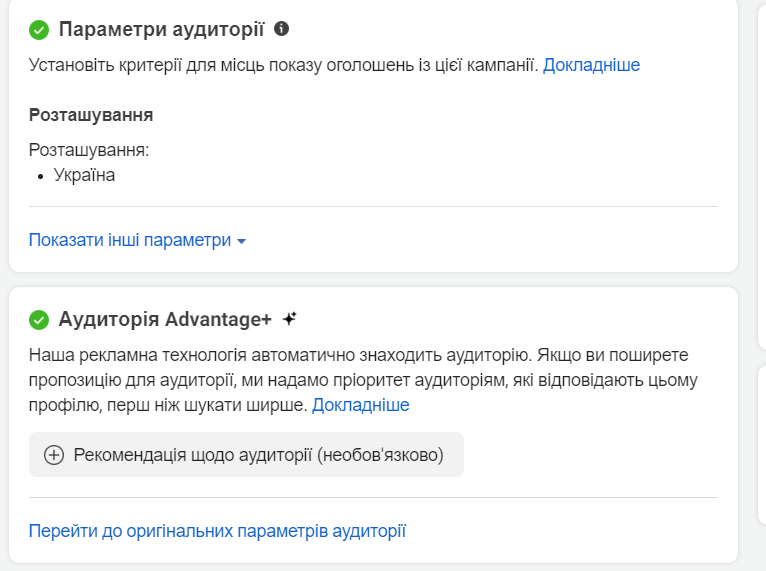 Параметри аудиторії
Установіть критерії для місць показу оголошень із цієї кампанії. Докладніше
Розташування
Розташування:
• Україна
Показати інші параметри
Аудиторія Advantage+
Наша рекламна технологія автоматично знаходить аудиторію. Якщо ви поширете
пропозицію для аудиторії, ми надамо пріоритет аудиторіям, які відповідають цьому
профілю, перш ніж шукати ширше. Докладніше
Рекомендація щодо аудиторії (необов'язково)
Перейти до оригінальних параметрів аудиторії